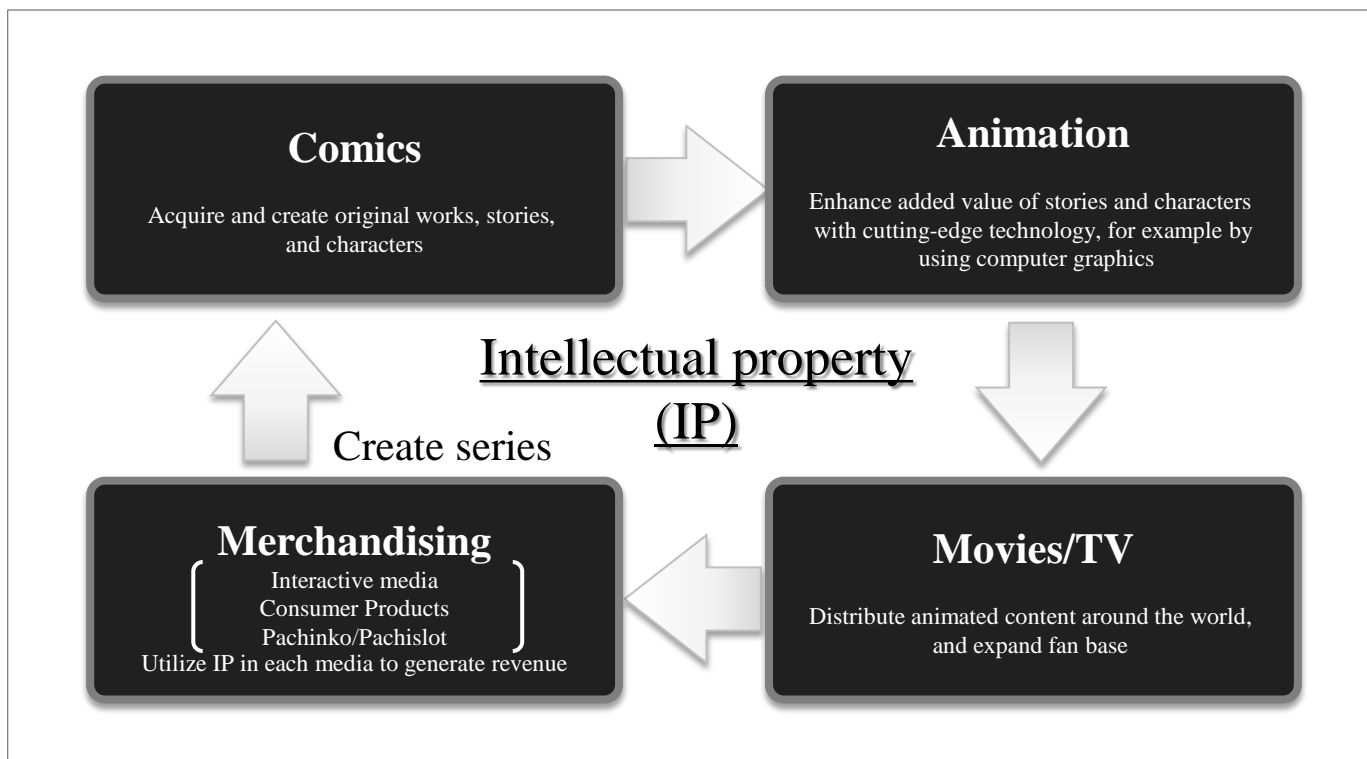 Comics
Acquire and create original works, stories,
and characters
Animation
Enhance added value of stories and characters
with cutting-edge technology, for example by
using computer graphics
Intellectual property
(IP)
Create series
Merchandising
Interactive media
Consumer Products
Pachinko/Pachislot
Utilize IP in each media to generate revenue
Movies/TV
Distribute animated content around the world,
and expand fan base